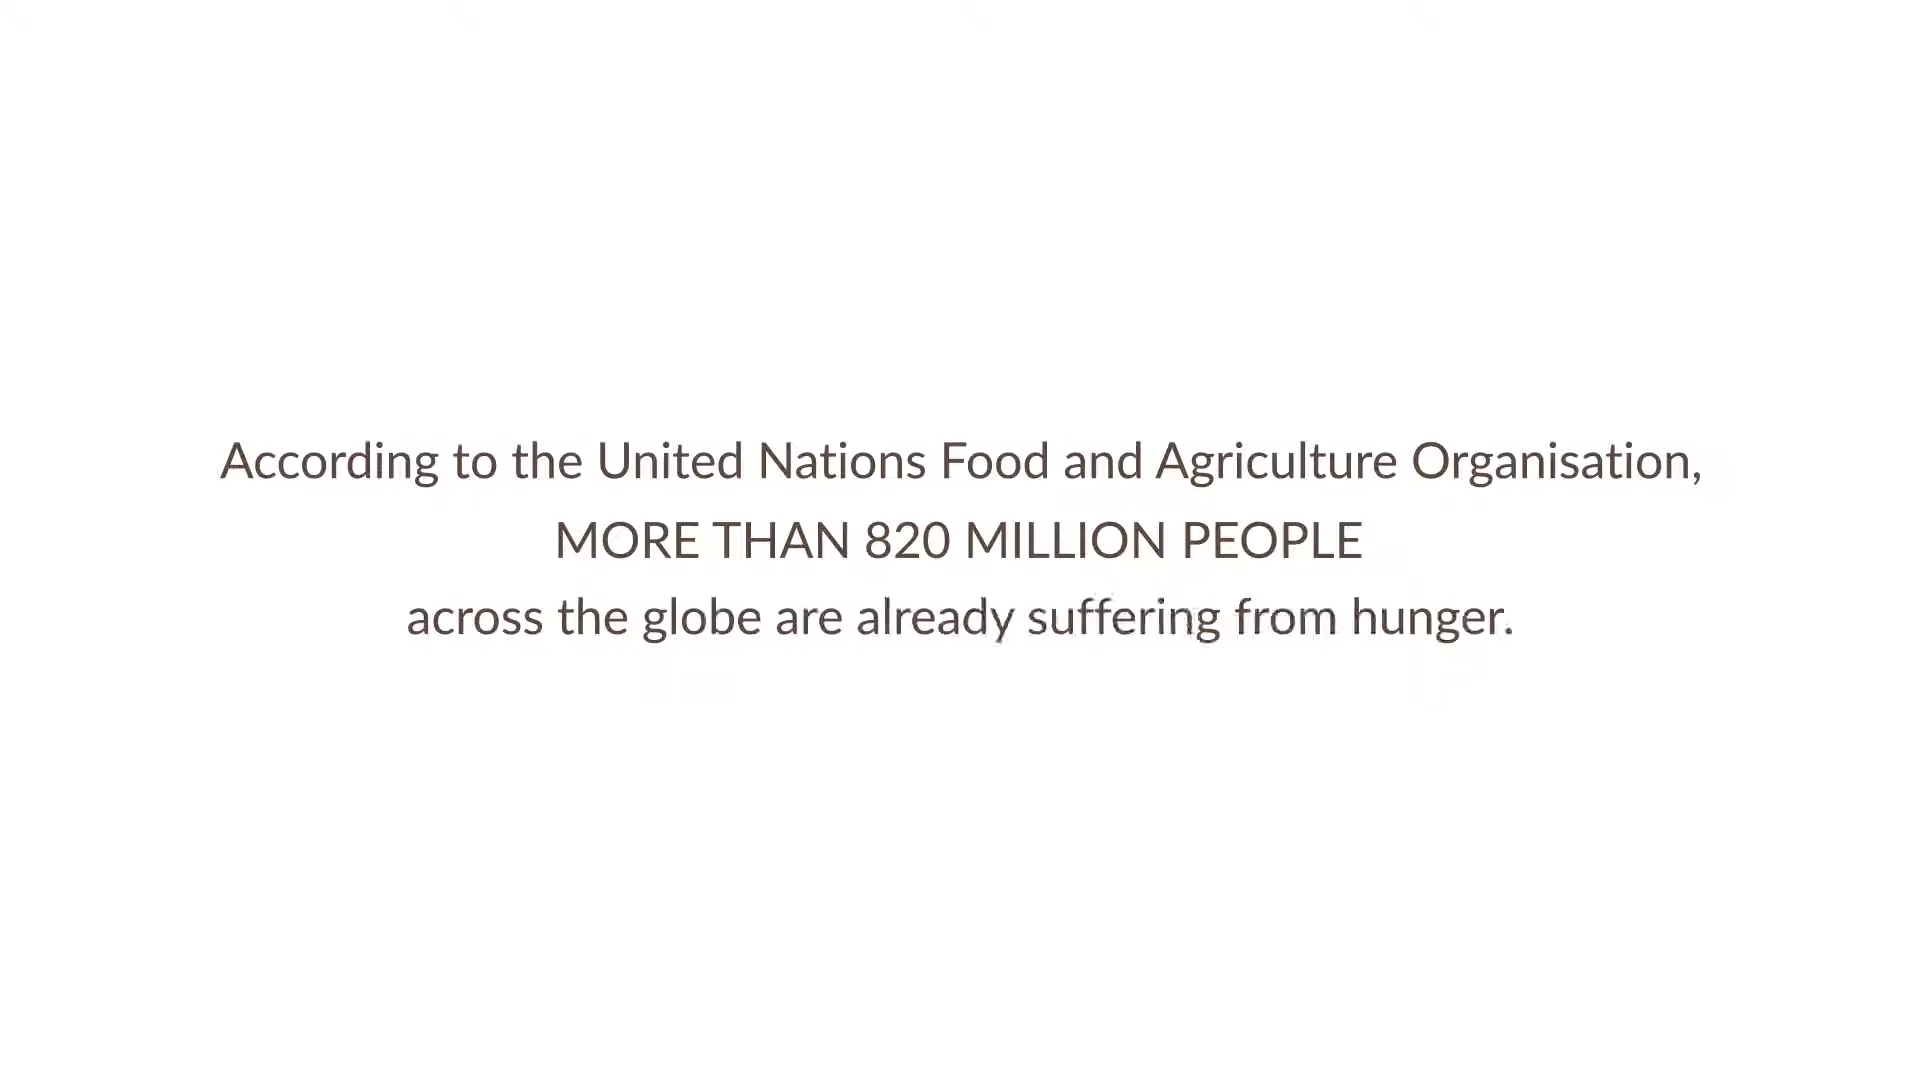 According to the United Nations Food and Agriculture Organisation,
MORE THAN 820 MILLION PEOPLE
across the globe are already suffering from hunger.